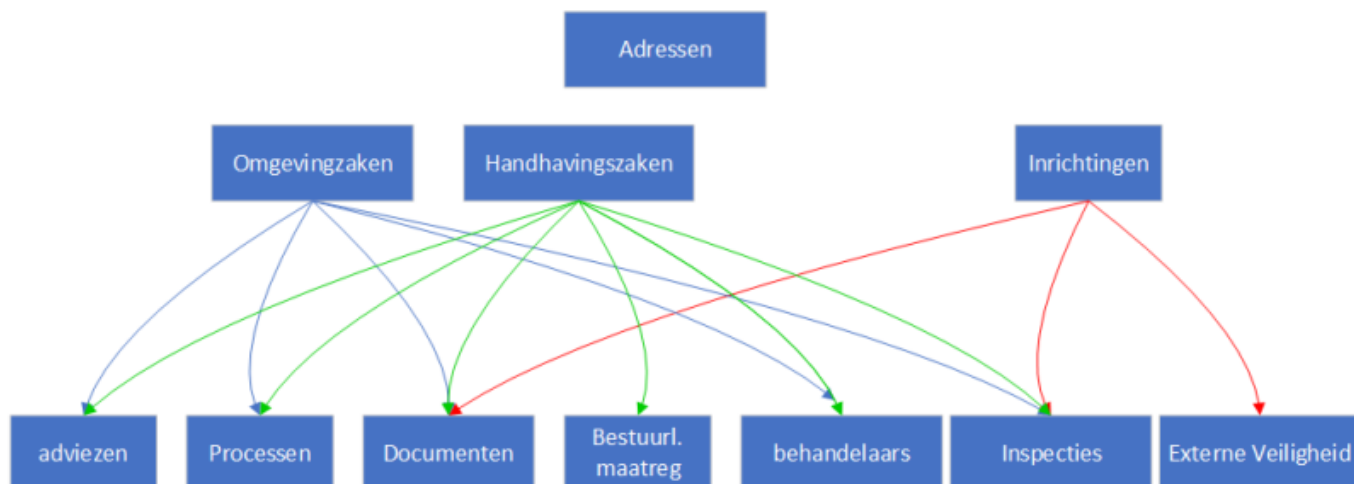 Adressen
Omgevingzaken
Handhavingszaken
Inrichtingen
adviezen
Processen
Documenten
Bestuurl.
maatreg
behandelaars
Inspecties
Externe Veiligheid